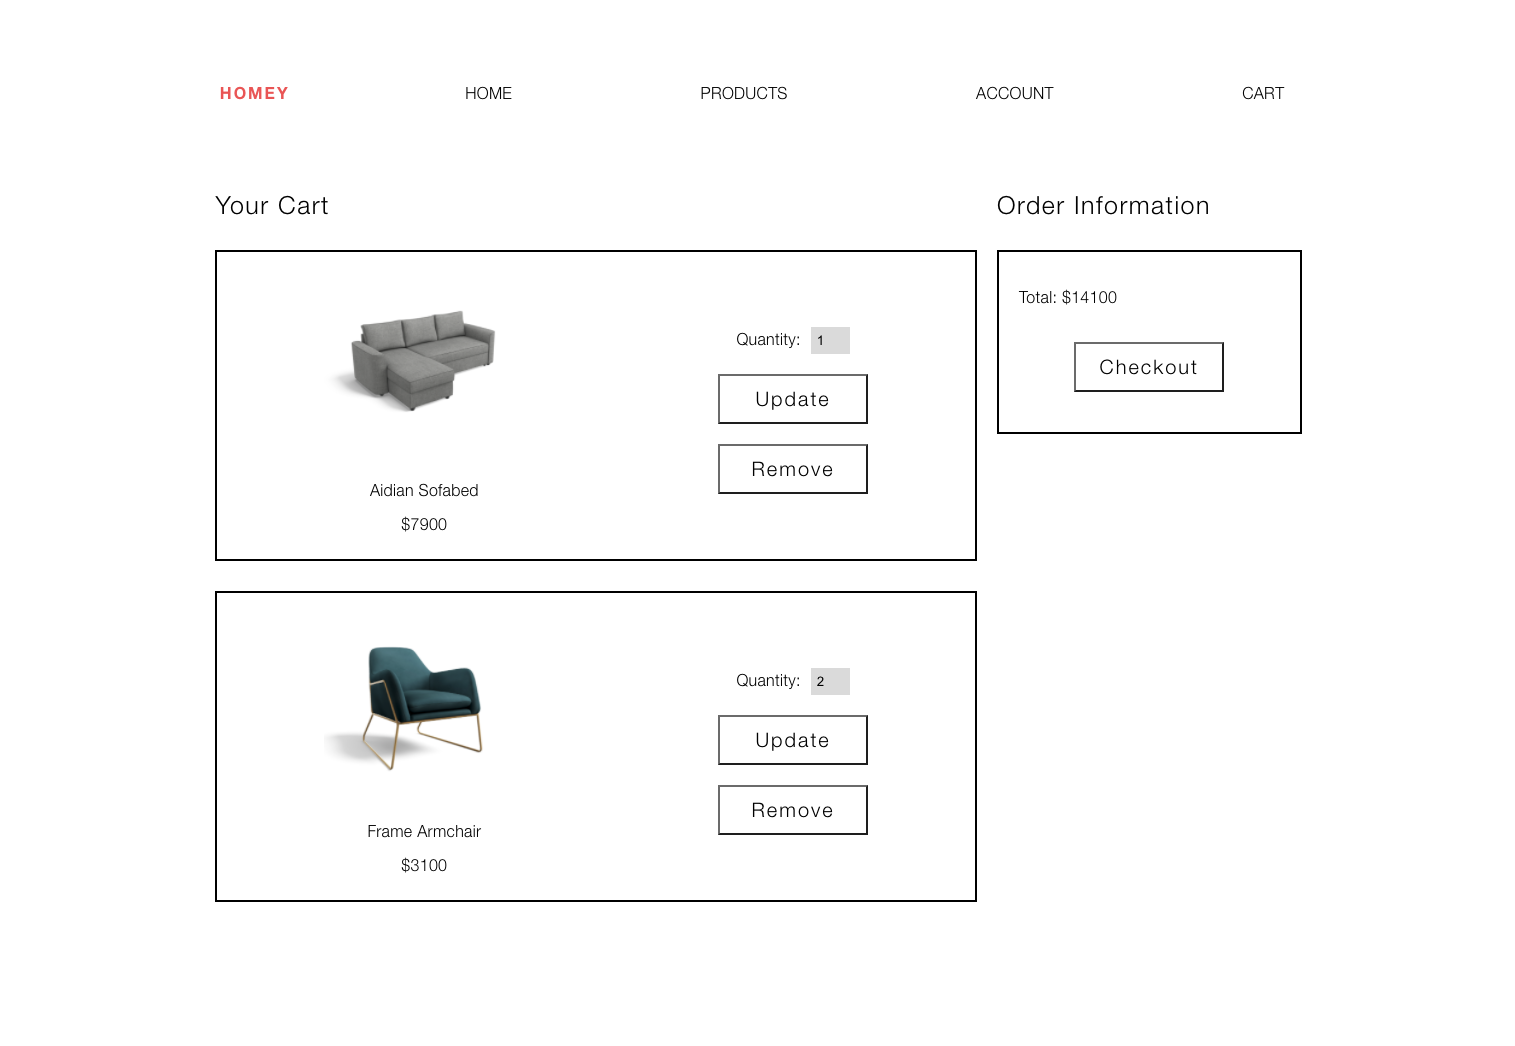 HOMEY
HOME
PRODUCTS
ACCOUNT
CART
Your Cart
Quantity: 1
Update
Remove
Aidian Sofabed
$7900
Quantity: 2
Update
Remove
Frame Armchair
$3100
Order Information
Total: $14100
Checkout